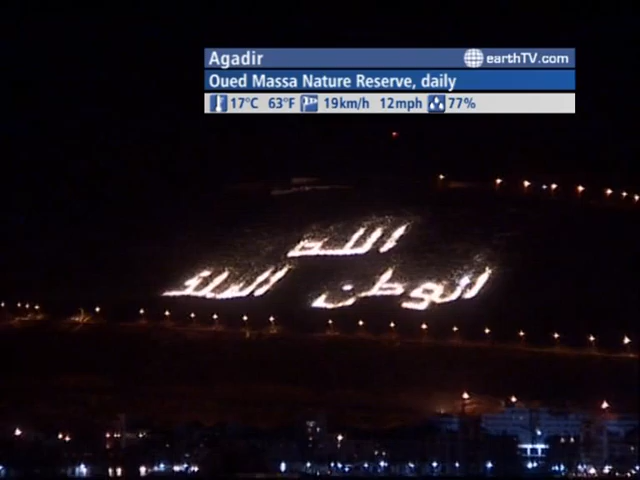 Agadir earthTV.com
Oued Massa Nature Reserve, daily
17°C 63°F 19km/h 12mph 77%
الله
الوطن الملك